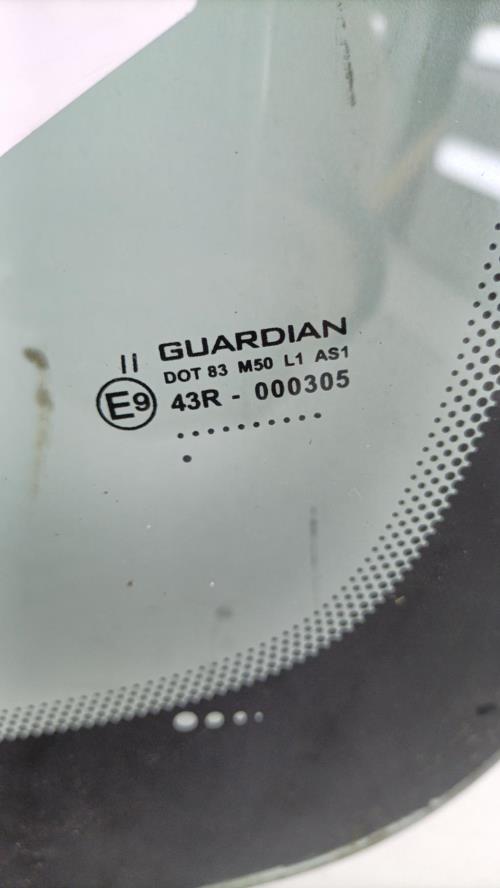 II GUARDIAN
DOT 83 M50 L1 AS1
E9 43R - 000305